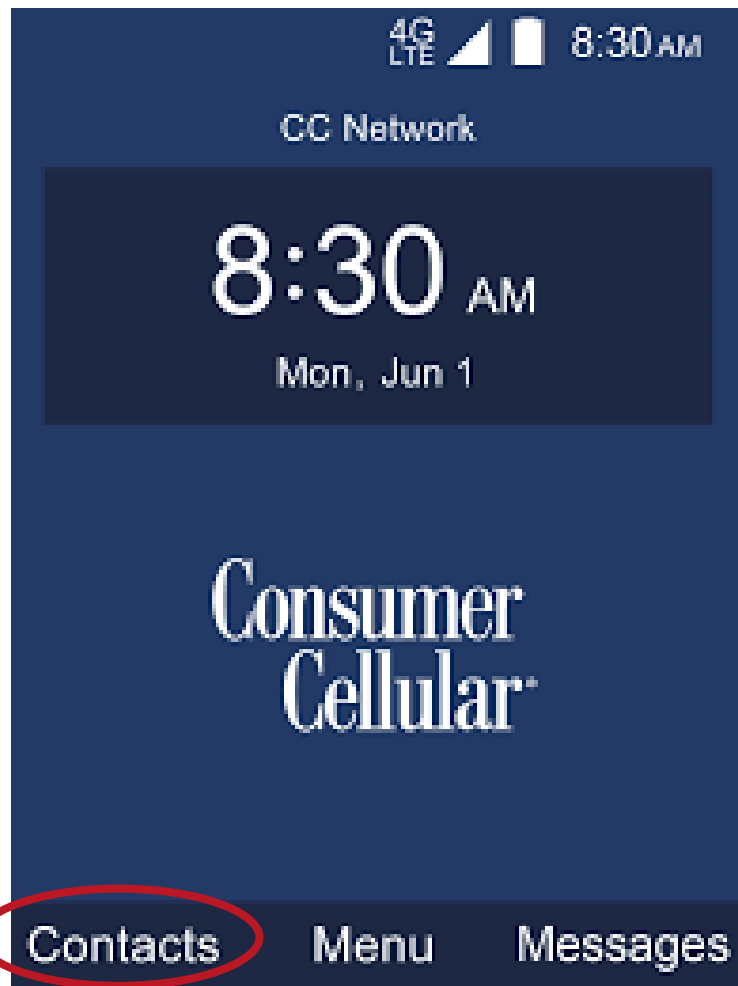 4G LTE 8:30 AM
CC Network
8:30 AM
Mon, Jun 1
Consumer
Cellular
Contacts Menu Messages